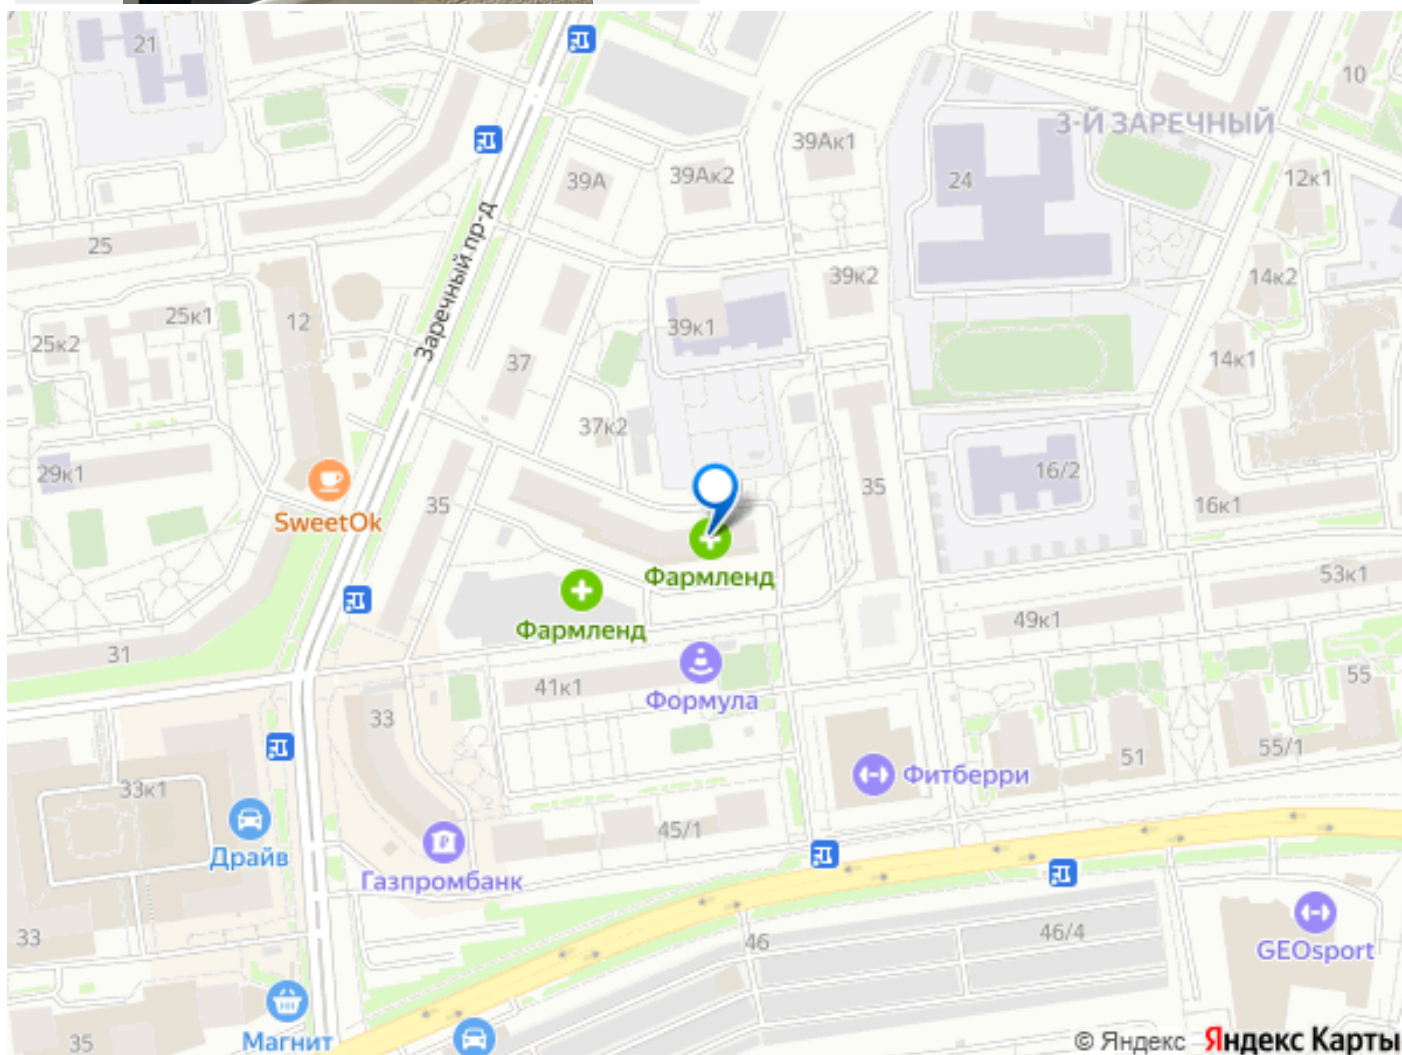 21
10
3-Й ЗАРЕЧНЫЙ
39Ак1
39А
39Ак2
24
12к1
25
Заречный пр-д
39к2
14к2
25к1
12
39к1
25к2
37
14к1
37к2
29к1
16/2
35
35
16к1
SweetOk
Фармленд
53к1
Фармленд
49к1
31
41к1
Формула
55
33
51
55/1
33к1
Фитберри
45/1
Драйв
Газпромбанк
33
46
46/4
GEOsport
35
Магнит
© Яндекс Яндекс Карты